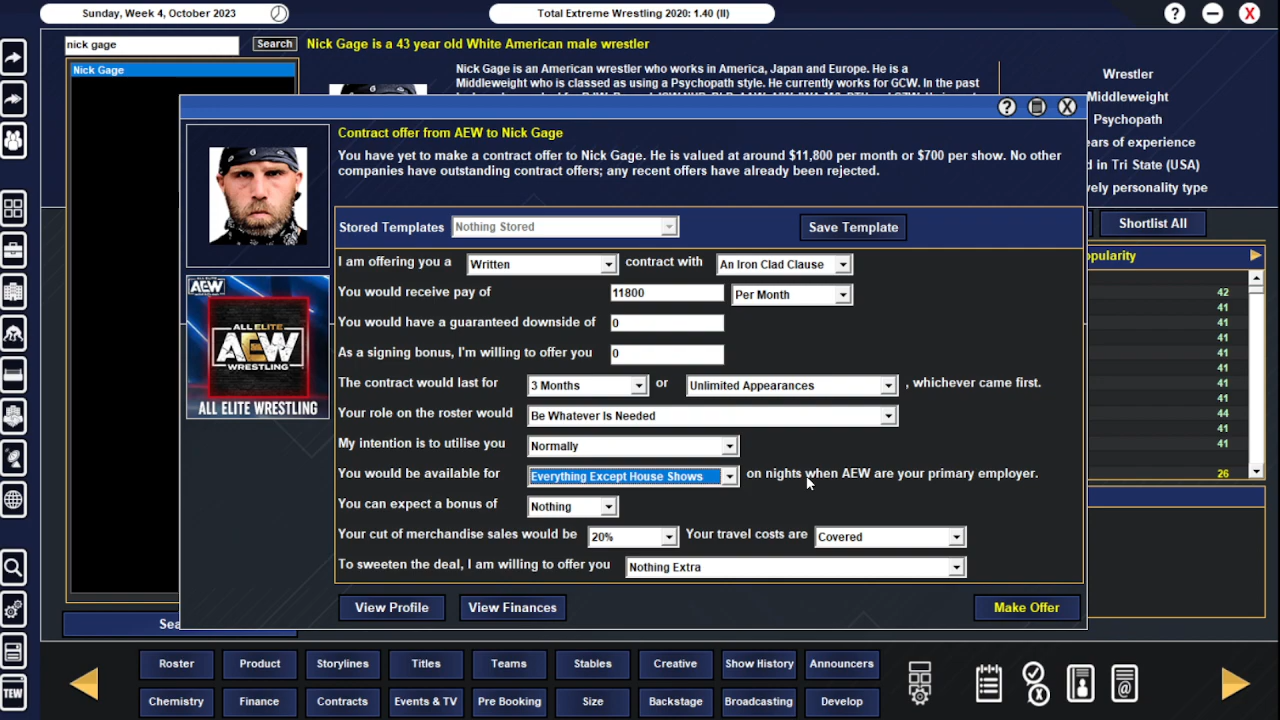 Sunday, Week 4, October 2023
Total Extreme Wrestling 2020: 1.40 (II)
? X
nick gage
Search
Nick Gage is a 43 year old White American male wrestler
Nick Gage
Nick Gage is an American wrestler who works in America, Japan and Europe. He is a
Middleweight who is classed as using a Psychopath style. He currently works for GCW. In the past
Wrestler
Middleweight
Psychopath
ears of experience
d in Tri State (USA)
vely personality type
Shortlist All
opularity
42
41
41
41
41
41
41
44
41
41
26
? X
Contract offer from AEW to Nick Gage
You have yet to make a contract offer to Nick Gage. He is valued at around $11,800 per month or $700 per show. No other
companies have outstanding contract offers; any recent offers have already been rejected.
Stored Templates Nothing Stored Save Template
I am offering you a Written contract with An Iron Clad Clause
You would receive pay of 11800 Per Month
You would have a guaranteed downside of 0
As a signing bonus, I'm willing to offer you 0
The contract would last for 3 Months or Unlimited Appearances , whichever came first.
Your role on the roster would Be Whatever Is Needed
My intention is to utilise you Normally
You would be available for Everything Except House Shows on nights when AEW are your primary employer.
You can expect a bonus of Nothing
Your cut of merchandise sales would be 20% Your travel costs are Covered
To sweeten the deal, I am willing to offer you Nothing Extra
View Profile View Finances Make Offer
AEW
ALL ELITE
AEW
WRESTLING
ALL ELITE WRESTLING
Sea
TEW
Roster Product Storylines Titles Teams Stables Creative Show History Announcers
Chemistry Finance Contracts Events & TV Pre Booking Size Backstage Broadcasting Develop